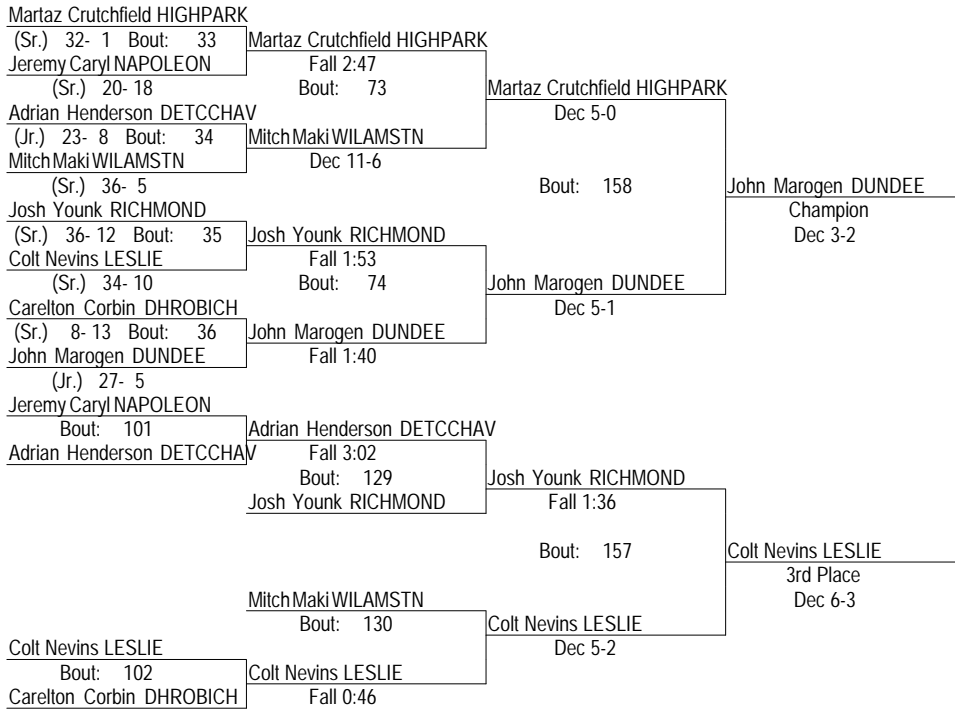 Martaz Crutchfield HIGHPARK
(Sr.) 32- 1 Bout: 33
Martaz Crutchfield HIGHPARK
Jeremy Caryl NAPOLEON
Fall 2:47
(Sr.) 20- 18
Bout: 73
Martaz Crutchfield HIGHPARK
Adrian Henderson DETCCHAV
Dec 5-0
(Jr.) 23- 8 Bout: 34
Mitch Maki WILAMSTN
Mitch Maki WILAMSTN
Dec 11-6
(Sr.) 36- 5
Bout: 158
John Marogen DUNDEE
Josh Younk RICHMOND
Champion
(Sr.) 36- 12 Bout: 35
Josh Younk RICHMOND
Dec 3-2
Colt Nevins LESLIE
Fall 1:53
(Sr.) 34- 10
Bout: 74
John Marogen DUNDEE
Carelton Corbin DHROBICH
Dec 5-1
(Sr.) 8- 13 Bout: 36
John Marogen DUNDEE
John Marogen DUNDEE
Fall 1:40
(Jr.) 27- 5
Jeremy Caryl NAPOLEON
Bout: 101
Adrian Henderson DETCCHAV
Adrian Henderson DETCCHAV
Fall 3:02
Bout: 129
Josh Younk RICHMOND
Josh Younk RICHMOND
Fall 1:36
Bout: 157
Colt Nevins LESLIE
3rd Place
Mitch Maki WILAMSTN
Dec 6-3
Bout: 130
Colt Nevins LESLIE
Colt Nevins LESLIE
Dec 5-2
Bout: 102
Colt Nevins LESLIE
Carelton Corbin DHROBICH
Fall 0:46